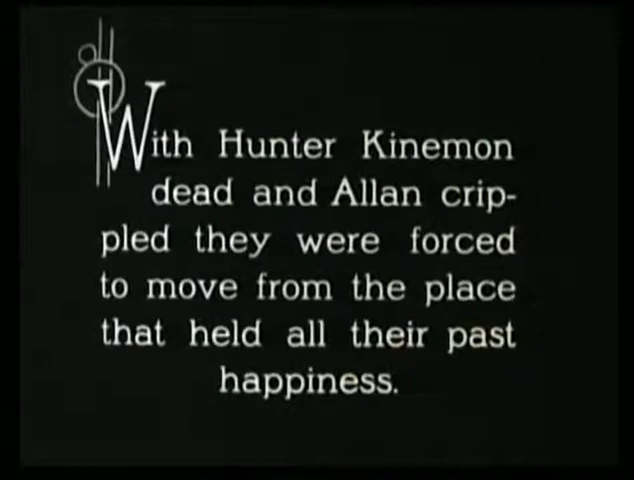 With Hunter Kinemon
dead and Allan crip-
pled they were forced
to move from the place
that held all their past
happiness.